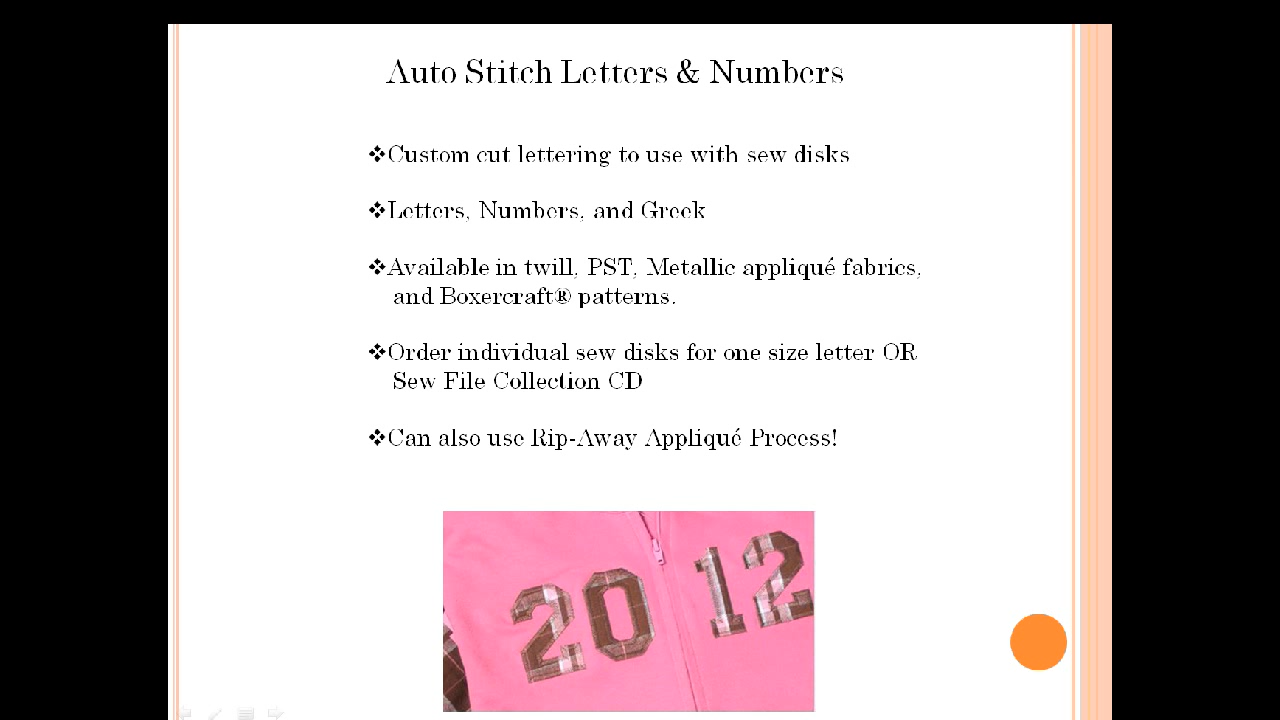 Auto Stitch Letters & Numbers
❖Custom cut lettering to use with sew disks
❖Letters, Numbers, and Greek
❖Available in twill, PST, Metallic appliqué fabrics,
and Boxercraft® patterns.
❖Order individual sew disks for one size letter OR
Sew File Collection CD
❖Can also use Rip-Away Appliqué Process!
2012